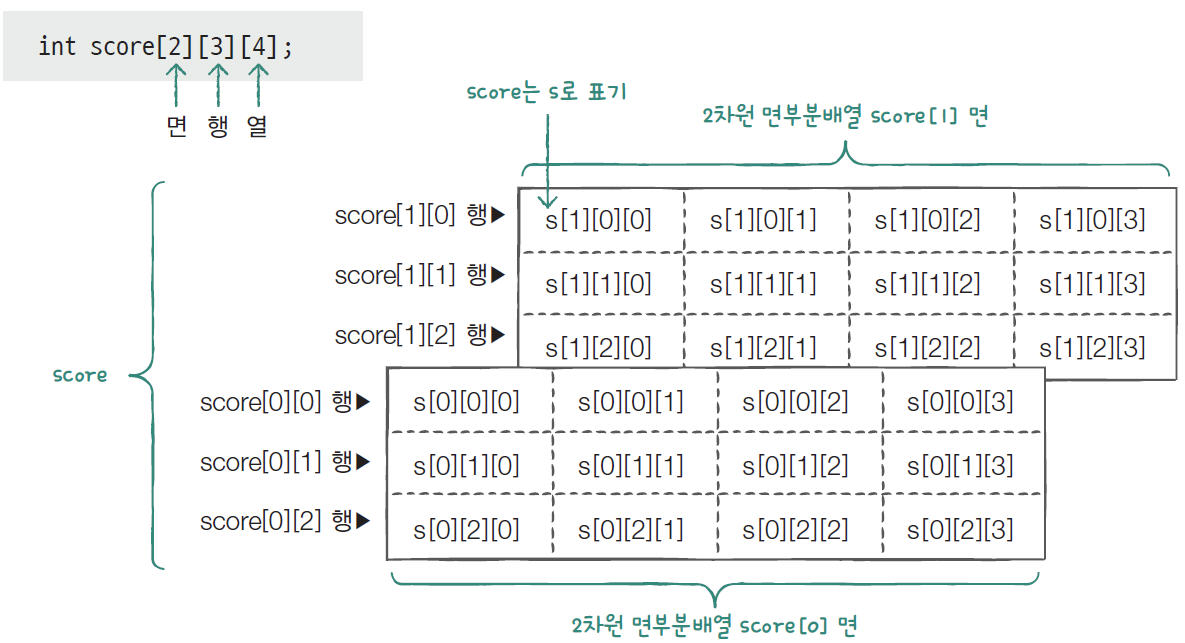 int score[2][3][4];
면 행 열
score는 s로 표기
2차원 면부분배열 score[1] 면
score[1][0] 행▶ s[1][0][0] s[1][0][1] s[1][0][2] s[1][0][3]
score[1][1] 행▶ s[1][1][0] s[1][1][1] s[1][1][2] s[1][1][3]
score[1][2] 행▶ s[1][2][0] s[1][2][1] s[1][2][2] s[1][2][3]
score
score[0][0] 행▶ s[0][0][0] s[0][0][1] s[0][0][2] s[0][0][3]
score[0][1] 행▶ s[0][1][0] s[0][1][1] s[0][1][2] s[0][1][3]
score[0][2] 행▶ s[0][2][0] s[0][2][1] s[0][2][2] s[0][2][3]
2차원 면부분배열 score[0] 면